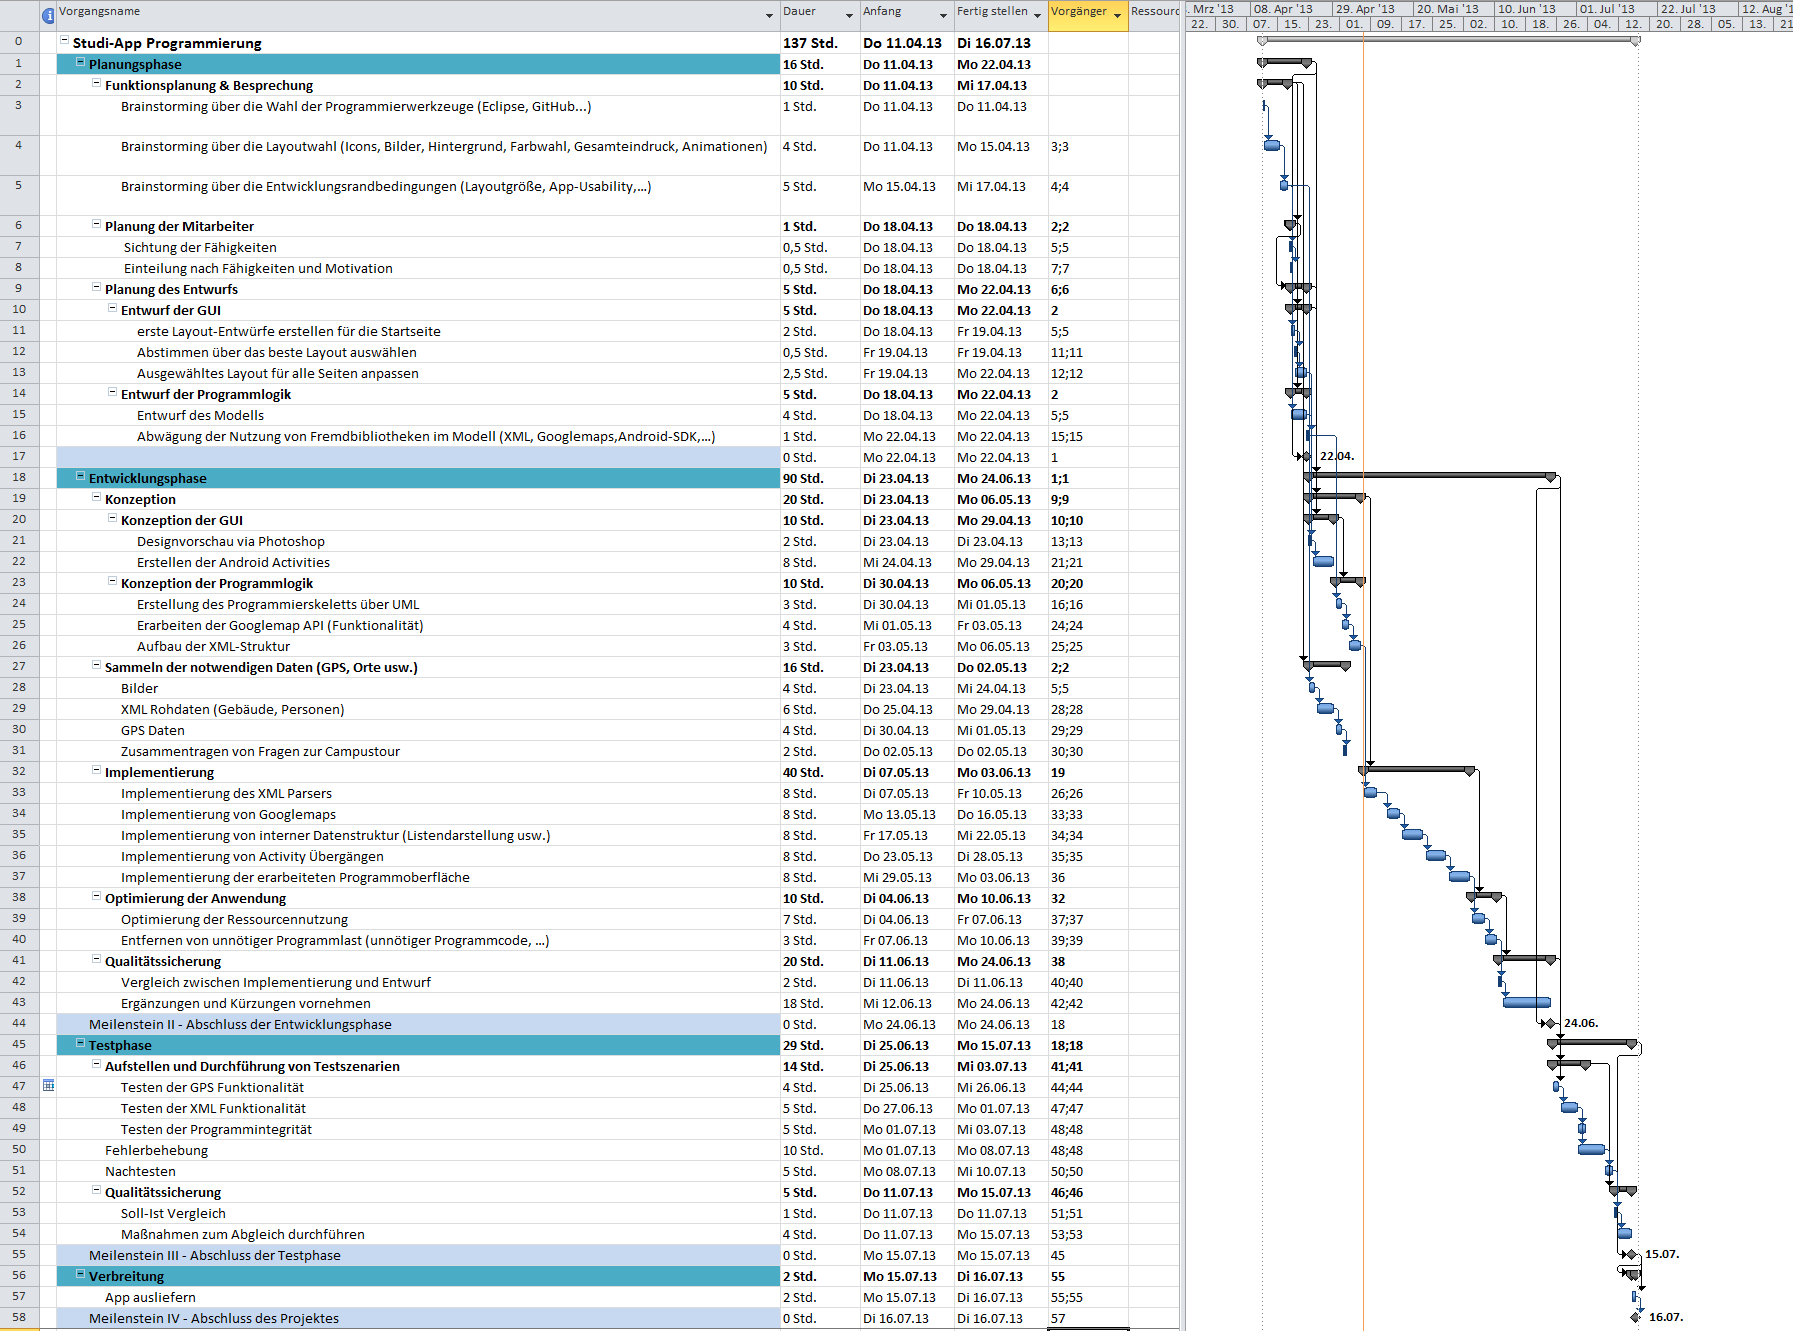 Vorgangsname Dauer Anfang Fertig stellen Vorgänger Ressourc . Mrz '13 08. Apr '13 29. Apr '13 20. Mai '13 10. Jun '13 01. Jul '13 22. Jul '13 12. Aug '1
22. 30. 07. 15. 23. 01. 09. 17. 25. 02. 10. 18. 26. 04. 12. 20. 28. 05. 13. 21
0 Studi-App Programmierung 137 Std. Do 11.04.13 Di 16.07.13
1 Planungsphase 16 Std. Do 11.04.13 Mo 22.04.13
2 Funktionsplanung & Besprechung 10 Std. Do 11.04.13 Mi 17.04.13
3 Brainstorming über die Wahl der Programmierwerkzeuge (Eclipse, GitHub...) 1 Std. Do 11.04.13 Do 11.04.13
4 Brainstorming über die Layoutwahl (Icons, Bilder, Hintergrund, Farbwahl, Gesamteindruck, Animationen) 4 Std. Do 11.04.13 Mo 15.04.13 3;3
5 Brainstorming über die Entwicklungsrandbedingungen (Layoutgröße, App-Usability,...) 5 Std. Mo 15.04.13 Mi 17.04.13 4;4
6 Planung der Mitarbeiter 1 Std. Do 18.04.13 Do 18.04.13 2;2
7 Sichtung der Fähigkeiten 0,5 Std. Do 18.04.13 Do 18.04.13 5;5
8 Einteilung nach Fähigkeiten und Motivation 0,5 Std. Do 18.04.13 Do 18.04.13 7;7
9 Planung des Entwurfs 5 Std. Do 18.04.13 Mo 22.04.13 6;6
10 Entwurf der GUI 5 Std. Do 18.04.13 Mo 22.04.13 2
11 erste Layout-Entwürfe erstellen für die Startseite 2 Std. Do 18.04.13 Fr 19.04.13 5;5
12 Abstimmen über das beste Layout auswählen 0,5 Std. Fr 19.04.13 Fr 19.04.13 11;11
13 Ausgewähltes Layout für alle Seiten anpassen 2,5 Std. Fr 19.04.13 Mo 22.04.13 12;12
14 Entwurf der Programmlogik 5 Std. Do 18.04.13 Mo 22.04.13 2
15 Entwurf des Modells 4 Std. Do 18.04.13 Mo 22.04.13 5;5
16 Abwägung der Nutzung von Fremdbibliotheken im Modell (XML, Googlemaps,Android-SDK,...) 1 Std. Mo 22.04.13 Mo 22.04.13 15;15
17 0 Std. Mo 22.04.13 Mo 22.04.13 1 22.04.
18 Entwicklungsphase 90 Std. Di 23.04.13 Mo 24.06.13 1;1
19 Konzeption 20 Std. Di 23.04.13 Mo 06.05.13 9;9
20 Konzeption der GUI 10 Std. Di 23.04.13 Mo 29.04.13 10;10
21 Designvorschau via Photoshop 2 Std. Di 23.04.13 Di 23.04.13 13;13
22 Erstellen der Android Activities 8 Std. Mi 24.04.13 Mo 29.04.13 21;21
23 Konzeption der Programmlogik 10 Std. Di 30.04.13 Mo 06.05.13 20;20
24 Erstellung des Programmierskeletts über UML 3 Std. Di 30.04.13 Mi 01.05.13 16;16
25 Erarbeiten der Googlemap API (Funktionalität) 4 Std. Mi 01.05.13 Fr 03.05.13 24;24
26 Aufbau der XML-Struktur 3 Std. Fr 03.05.13 Mo 06.05.13 25;25
27 Sammeln der notwendigen Daten (GPS, Orte usw.) 16 Std. Di 23.04.13 Do 02.05.13 2;2
28 Bilder 4 Std. Di 23.04.13 Mi 24.04.13 5;5
29 XML Rohdaten (Gebäude, Personen) 6 Std. Do 25.04.13 Mo 29.04.13 28;28
30 GPS Daten 4 Std. Di 30.04.13 Mi 01.05.13 29;29
31 Zusammentragen von Fragen zur Campustour 2 Std. Do 02.05.13 Do 02.05.13 30;30
32 Implementierung 40 Std. Di 07.05.13 Mo 03.06.13 19
33 Implementierung des XML Parsers 8 Std. Di 07.05.13 Fr 10.05.13 26;26
34 Implementierung von Googlemaps 8 Std. Mo 13.05.13 Do 16.05.13 33;33
35 Implementierung von interner Datenstruktur (Listendarstellung usw.) 8 Std. Fr 17.05.13 Mi 22.05.13 34;34
36 Implementierung von Activity Übergängen 8 Std. Do 23.05.13 Di 28.05.13 35;35
37 Implementierung der erarbeiteten Programmoberfläche 8 Std. Mi 29.05.13 Mo 03.06.13 36
38 Optimierung der Anwendung 10 Std. Di 04.06.13 Mo 10.06.13 32
39 Optimierung der Ressourcennutzung 7 Std. Di 04.06.13 Fr 07.06.13 37;37
40 Entfernen von unnötiger Programmlast (unnötiger Programmcode, ...) 3 Std. Fr 07.06.13 Mo 10.06.13 39;39
41 Qualitätssicherung 20 Std. Di 11.06.13 Mo 24.06.13 38
42 Vergleich zwischen Implementierung und Entwurf 2 Std. Di 11.06.13 Di 11.06.13 40;40
43 Ergänzungen und Kürzungen vornehmen 18 Std. Mi 12.06.13 Mo 24.06.13 42;42
44 Meilenstein II - Abschluss der Entwicklungsphase 0 Std. Mo 24.06.13 Mo 24.06.13 18 24.06.
45 Testphase 29 Std. Di 25.06.13 Mo 15.07.13 18;18
46 Aufstellen und Durchführung von Testszenarien 14 Std. Di 25.06.13 Mi 03.07.13 41;41
47 Testen der GPS Funktionalität 4 Std. Di 25.06.13 Mi 26.06.13 44;44
48 Testen der XML Funktionalität 5 Std. Do 27.06.13 Mo 01.07.13 47;47
49 Testen der Programmintegrität 5 Std. Mo 01.07.13 Mi 03.07.13 48;48
50 Fehlerbehebung 10 Std. Mo 01.07.13 Mo 08.07.13 48;48
51 Nachtesten 5 Std. Mo 08.07.13 Mi 10.07.13 50;50
52 Qualitätssicherung 5 Std. Do 11.07.13 Mo 15.07.13 46;46
53 Soll-Ist Vergleich 1 Std. Do 11.07.13 Do 11.07.13 51;51
54 Maßnahmen zum Abgleich durchführen 4 Std. Do 11.07.13 Mo 15.07.13 53;53
55 Meilenstein III - Abschluss der Testphase 0 Std. Mo 15.07.13 Mo 15.07.13 45 15.07.
56 Verbreitung 2 Std. Mo 15.07.13 Di 16.07.13 55
57 App ausliefern 2 Std. Mo 15.07.13 Di 16.07.13 55;55
58 Meilenstein IV - Abschluss des Projektes 0 Std. Di 16.07.13 Di 16.07.13 57 16.07.